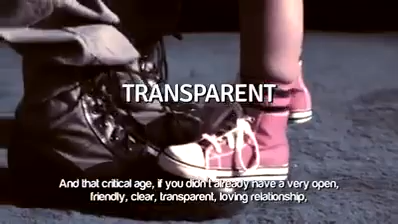 TRANSPARENT
And that critical age, if you didn't already have a very open,
friendly, clear, transparent, loving relationship,